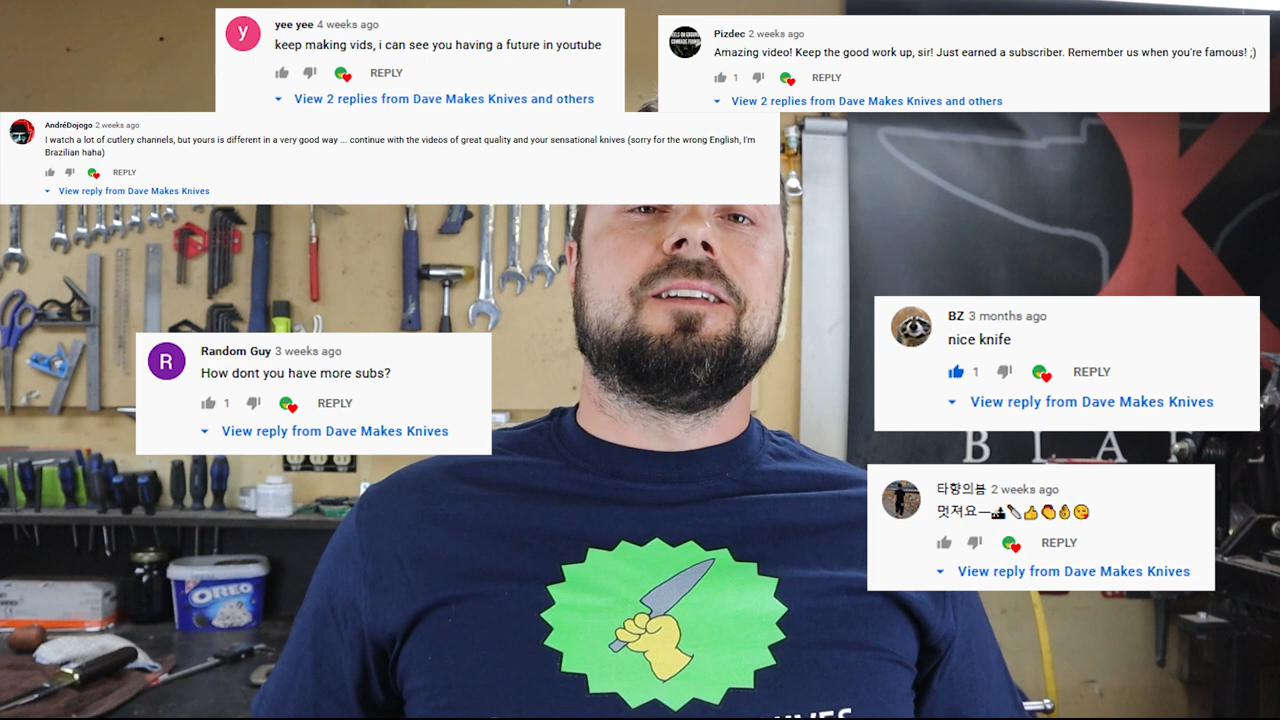 y
yee yee 4 weeks ago
keep making vids, i can see you having a future in youtube
REPLY
View 2 replies from Dave Makes Knives and others
Pizdec 2 weeks ago
Amazing video! Keep the good work up, sir! Just earned a subscriber. Remember us when you're famous! ;)
1 REPLY
View 2 replies from Dave Makes Knives and others
AndréDojogo 2 weeks ago
I watch a lot of cutlery channels, but yours is different in a very good way ... continue with the videos of great quality and your sensational knives (sorry for the wrong English, I'm
Brazilian haha)
REPLY
View reply from Dave Makes Knives
R
Random Guy 3 weeks ago
How dont you have more subs?
1 REPLY
View reply from Dave Makes Knives
BZ 3 months ago
nice knife
1 REPLY
View reply from Dave Makes Knives
타향의봄 2 weeks ago
멋져요ㅡ🏕🔪👍👏👌😘
REPLY
View reply from Dave Makes Knives
OREO